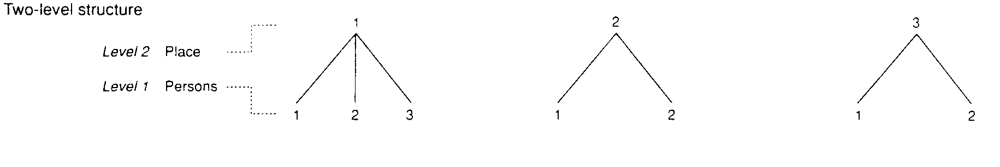 Two-level structure
1 2 3
Level 2 Place
Level 1 Persons
1 2 3 1 2 1 2